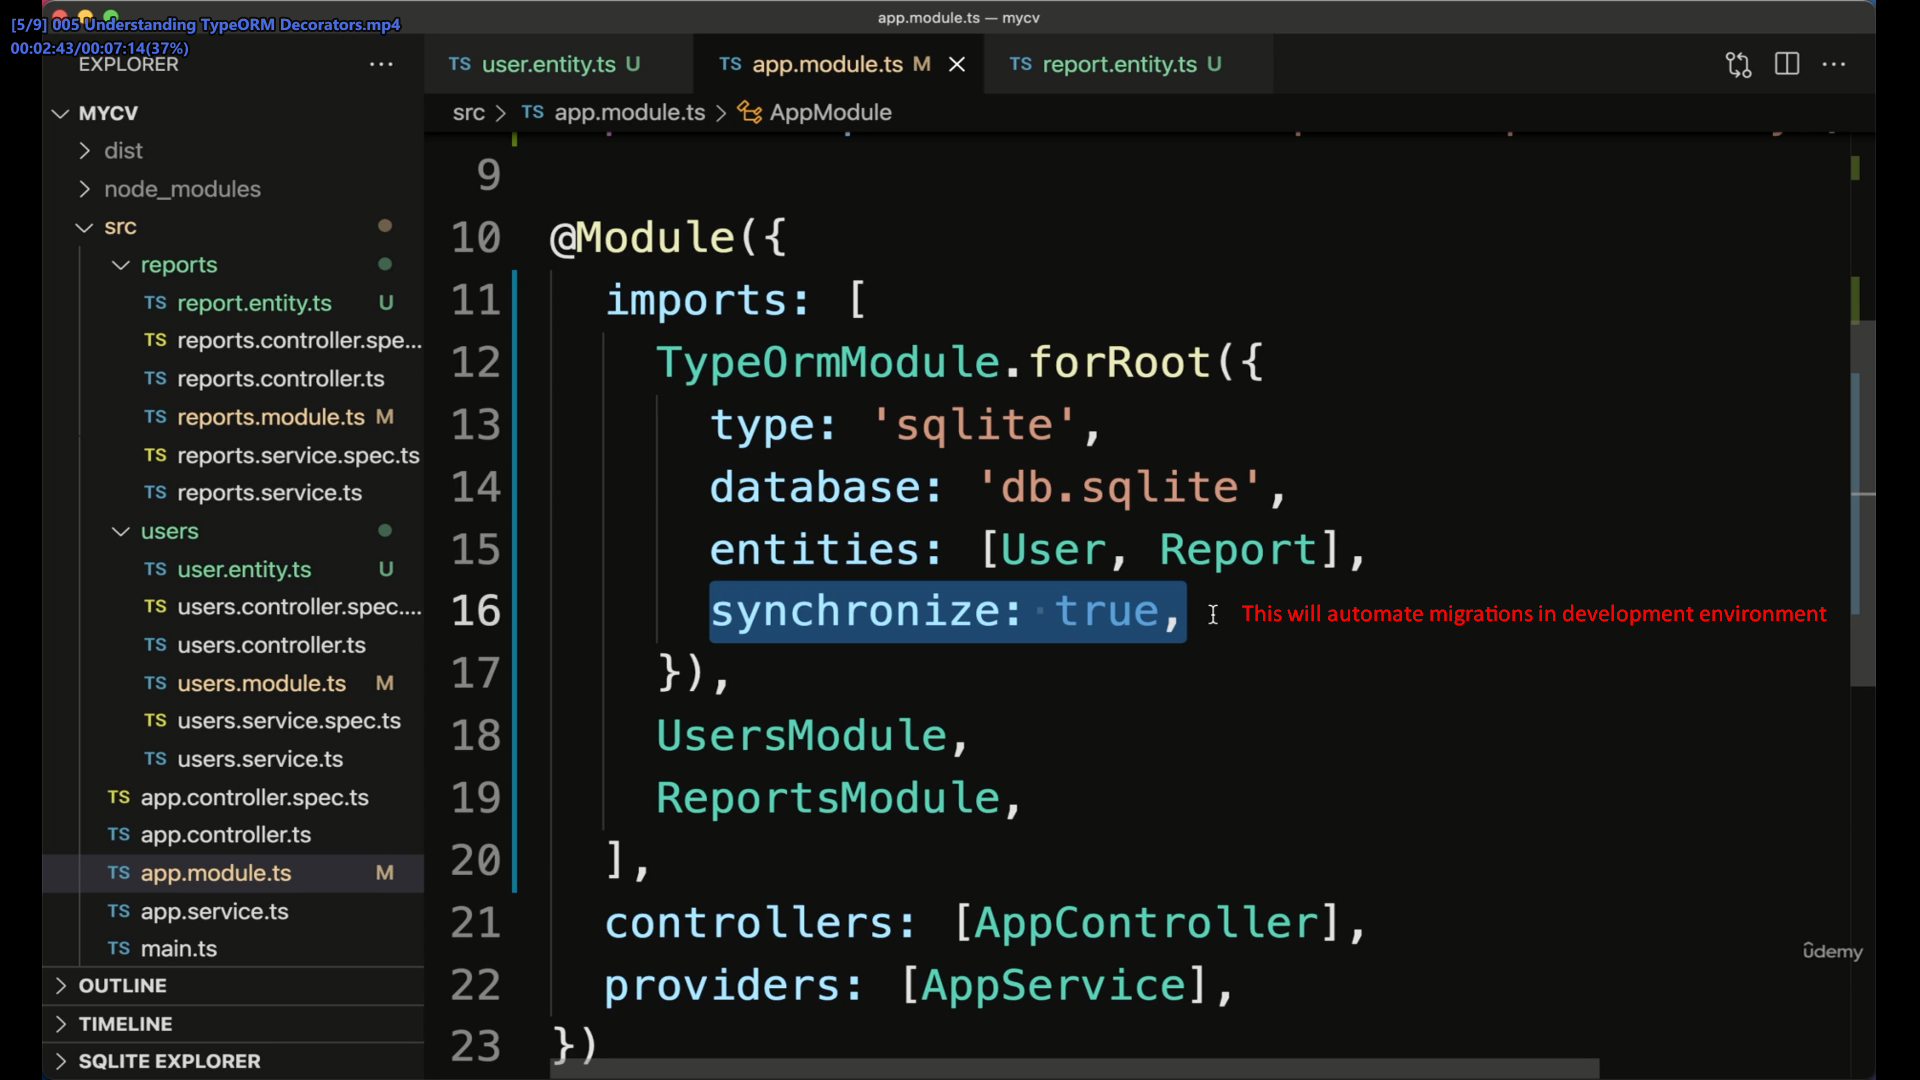 app.module.ts — mycv
[5/9] 005 Understanding TypeORM Decorators.mp4
00:02:43/00:07:14(37%)
EXPLORER
TS user.entity.ts U
TS app.module.ts M
TS report.entity.ts U
src > TS app.module.ts > AppModule
MYCV
dist
node_modules
src
reports
TS report.entity.ts U
TS reports.controller.spe...
TS reports.controller.ts
TS reports.module.ts M
TS reports.service.spec.ts
TS reports.service.ts
users
TS user.entity.ts U
TS users.controller.spec....
TS users.controller.ts
TS users.module.ts M
TS users.service.spec.ts
TS users.service.ts
TS app.controller.spec.ts
TS app.controller.ts
TS app.module.ts M
TS app.service.ts
TS main.ts
OUTLINE
TIMELINE
SQLITE EXPLORER
9
10 @Module({
11 imports: [
12 TypeOrmModule.forRoot({
13 type: 'sqlite',
14 database: 'db.sqlite',
15 entities: [User, Report],
16 synchronize: true, This will automate migrations in development environment
17 }),
18 UsersModule,
19 ReportsModule,
20 ],
21 controllers: [AppController],
22 providers: [AppService],
23 })
ûdemy